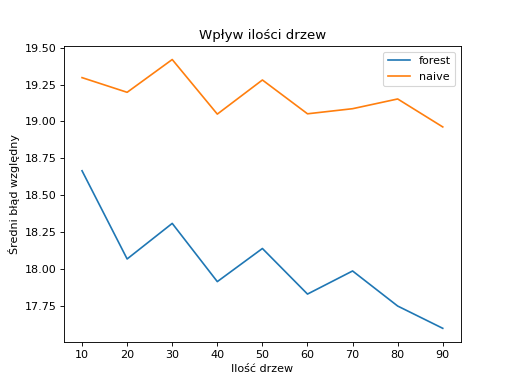 Wpływ ilości drzew
19.50
19.25
19.00
18.75
18.50
18.25
18.00
17.75
Średni błąd względny
forest
naive
10 20 30 40 50 60 70 80 90
Ilość drzew